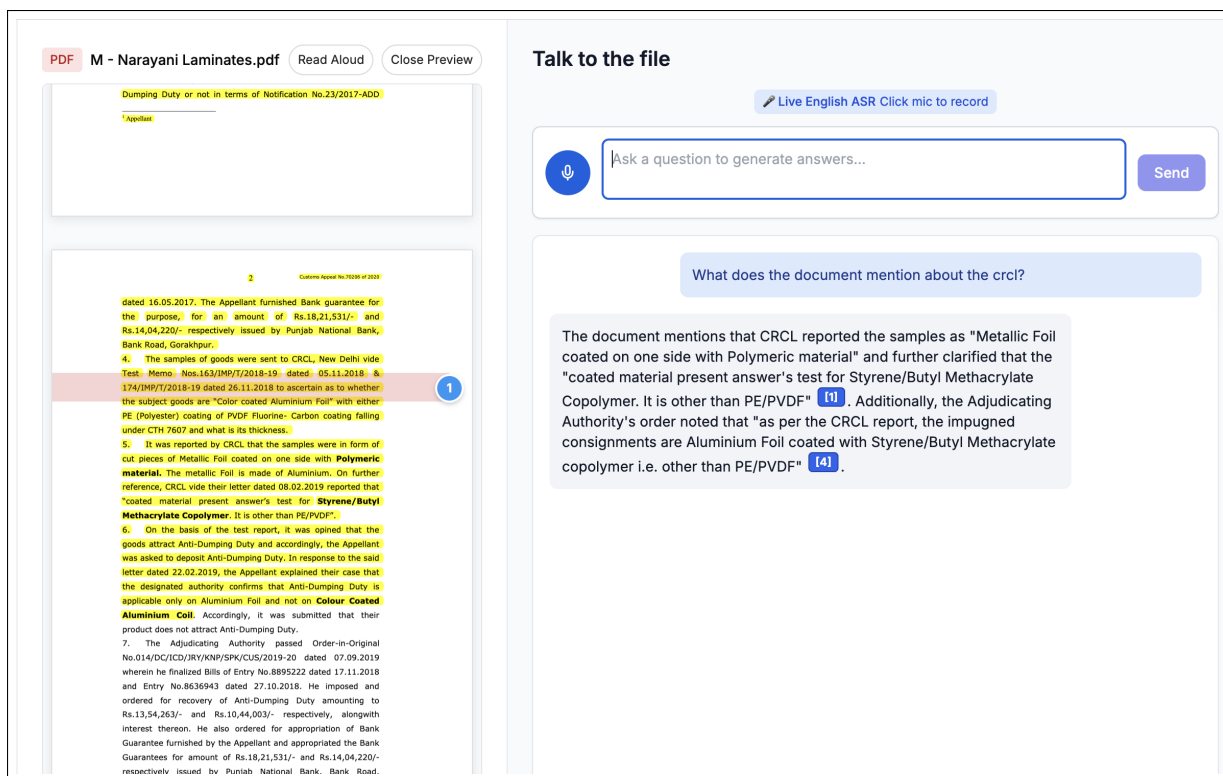 PDF M - Narayani Laminates.pdf Read Aloud Close Preview
Dumping Duty or not in terms of Notification No.23/2017-ADD
1 Appellant
2 Customs Appeal No.70206 of 2020
dated 16.05.2017. The Appellant furnished Bank guarantee for
the purpose, for an amount of Rs.18,21,531/- and
Rs.14,04,220/- respectively issued by Punjab National Bank,
Bank Road, Gorakhpur.
4. The samples of goods were sent to CRCL, New Delhi vide
Test Memo Nos.163/IMP/T/2018-19 dated 05.11.2018 &
174/IMP/T/2018-19 dated 26.11.2018 to ascertain as to whether
the subject goods are "Color coated Aluminium Foil" with either
PE (Polyester) coating of PVDF Fluorine- Carbon coating falling
under CTH 7607 and what is its thickness.
5. It was reported by CRCL that the samples were in form of
cut pieces of Metallic Foil coated on one side with Polymeric
material. The metallic Foil is made of Aluminium. On further
reference, CRCL vide their letter dated 08.02.2019 reported that
"coated material present answer's test for Styrene/Butyl
Methacrylate Copolymer. It is other than PE/PVDF".
6. On the basis of the test report, it was opined that the
goods attract Anti-Dumping Duty and accordingly, the Appellant
was asked to deposit Anti-Dumping Duty. In response to the said
letter dated 22.02.2019, the Appellant explained their case that
the designated authority confirms that Anti-Dumping Duty is
applicable only on Aluminium Foil and not on Colour Coated
Aluminium Coil. Accordingly, it was submitted that their
product does not attract Anti-Dumping Duty.
7. The Adjudicating Authority passed Order-in-Original
No.014/DC/ICD/JRY/KNP/SPK/CUS/2019-20 dated 07.09.2019
wherein he finalized Bills of Entry No.8895222 dated 17.11.2018
and Entry No.8636943 dated 27.10.2018. He imposed and
ordered for recovery of Anti-Dumping Duty amounting to
Rs.13,54,263/- and Rs.10,44,003/- respectively, alongwith
interest thereon. He also ordered for appropriation of Bank
Guarantee furnished by the Appellant and appropriated the Bank
Guarantees for amount of Rs.18,21,531/- and Rs.14,04,220/-
respectively issued by Punjab National Bank, Bank Road,
1
Talk to the file
Live English ASR Click mic to record
Ask a question to generate answers...
Send
What does the document mention about the crcl?
The document mentions that CRCL reported the samples as "Metallic Foil
coated on one side with Polymeric material" and further clarified that the
"coated material present answer's test for Styrene/Butyl Methacrylate
Copolymer. It is other than PE/PVDF" [1] . Additionally, the Adjudicating
Authority's order noted that "as per the CRCL report, the impugned
consignments are Aluminium Foil coated with Styrene/Butyl Methacrylate
copolymer i.e. other than PE/PVDF" [4] .